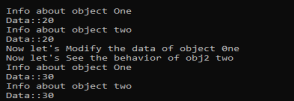 Info about object One
Data::20
Info about object two
Data::20
Now let's Modify the data of object One
Now let's See the behavior of obj2 two
Info about object One
Data::30
Info about object two
Data::30